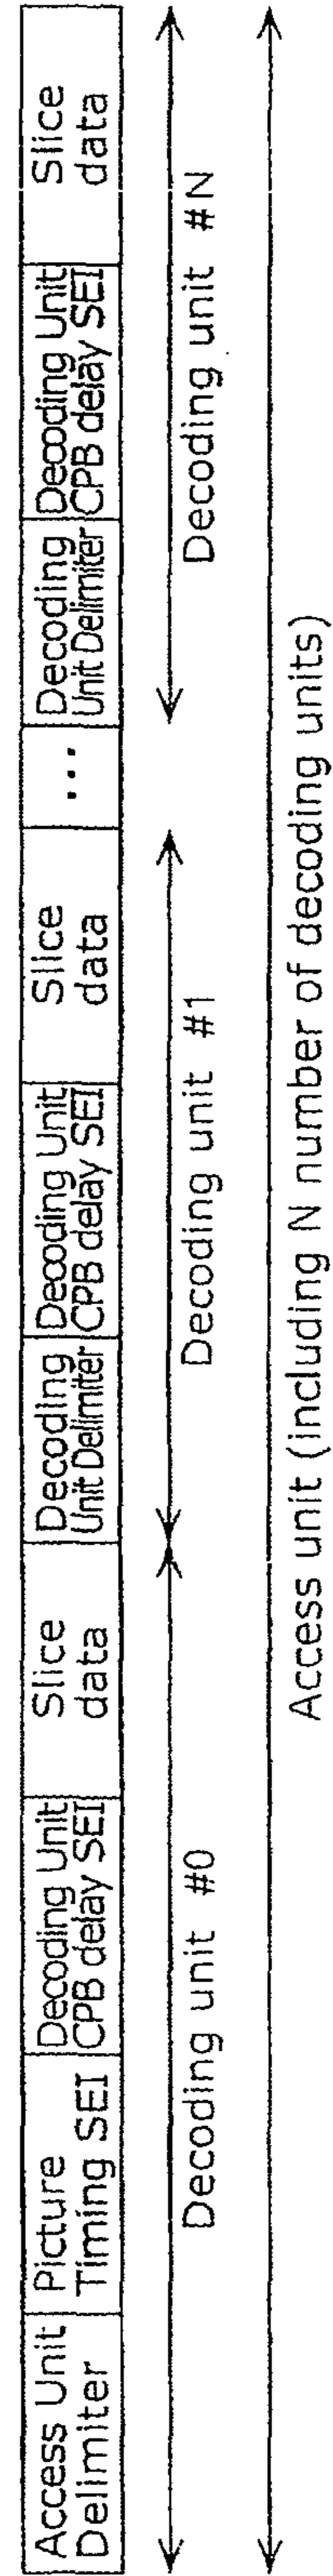 Access Unit
Delimiter
Picture
Timing SEI
Decoding Unit
CPB delay SEI
Slice
data
Decoding
Unit Delimiter
Decoding Unit
CPB delay SEI
Slice
data
...
Decoding
Unit Delimiter
Decoding Unit
CPB delay SEI
Slice
data
Decoding unit #0
Decoding unit #1
Decoding unit #N
Access unit (including N number of decoding units)